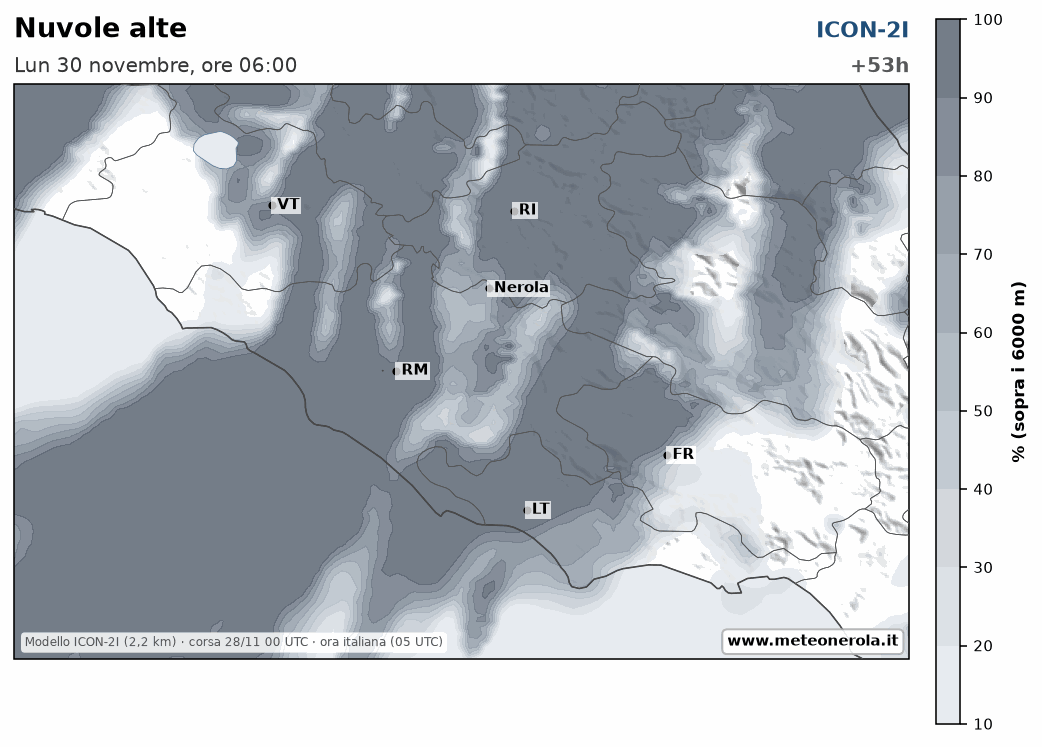 Nuvole alte
ICON-2I
Lun 30 novembre, ore 06:00
+53h
100
90
80
70
60
50
40
30
20
10
% (sopra i 6000 m)
VT
RI
Nerola
RM
FR
LT
Modello ICON-2I (2,2 km) · corsa 28/11 00 UTC · ora italiana (05 UTC)
www.meteonerola.it